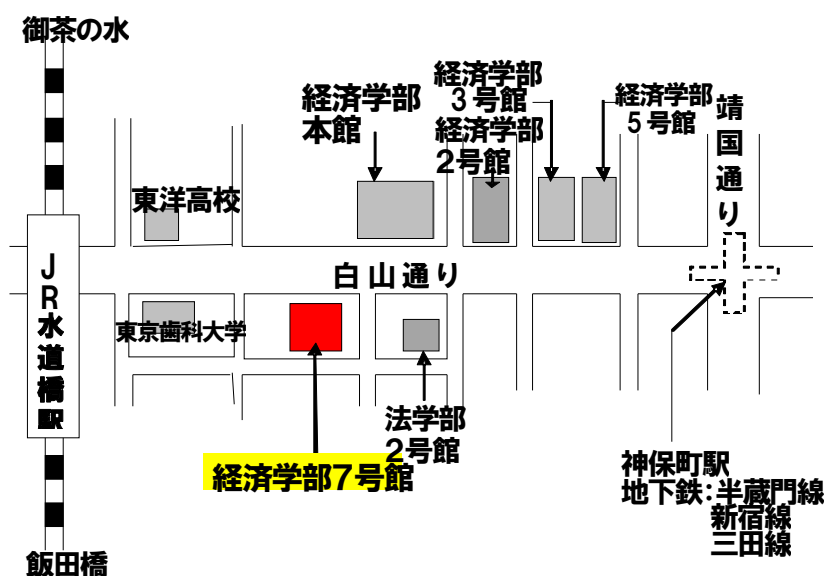 御茶の水
経済学部
本館
経済学部
3号館
経済学部
2号館
経済学部
5号館
靖国通り
東洋高校
白山通り
JR水道橋駅
東京歯科大学
法学部
2号館
経済学部7号館
神保町駅
地下鉄：半蔵門線
新宿線
三田線
飯田橋